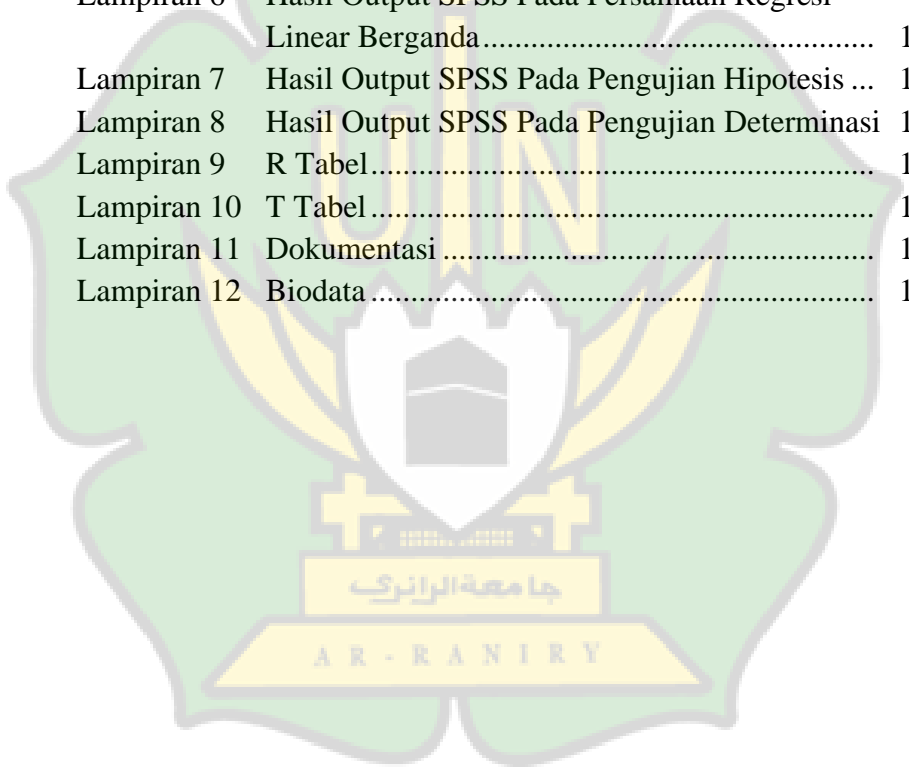 Linear Berganda.......................................... 1
Lampiran 7 Hasil Output SPSS Pada Pengujian Hipotesis ... 1
Lampiran 8 Hasil Output SPSS Pada Pengujian Determinasi 1
Lampiran 9 R Tabel...................................................... 1
Lampiran 10 T Tabel ...................................................... 1
Lampiran 11 Dokumentasi .............................................. 1
Lampiran 12 Biodata ...................................................... 1
UIN
جامعة الرانري
AR-RANIRY